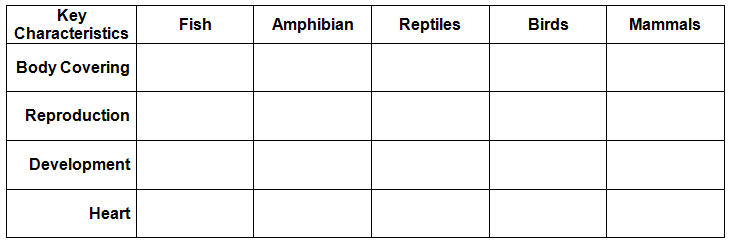 Key
Characteristics
Fish
Amphibian
Reptiles
Birds
Mammals
Body Covering
Reproduction
Development
Heart